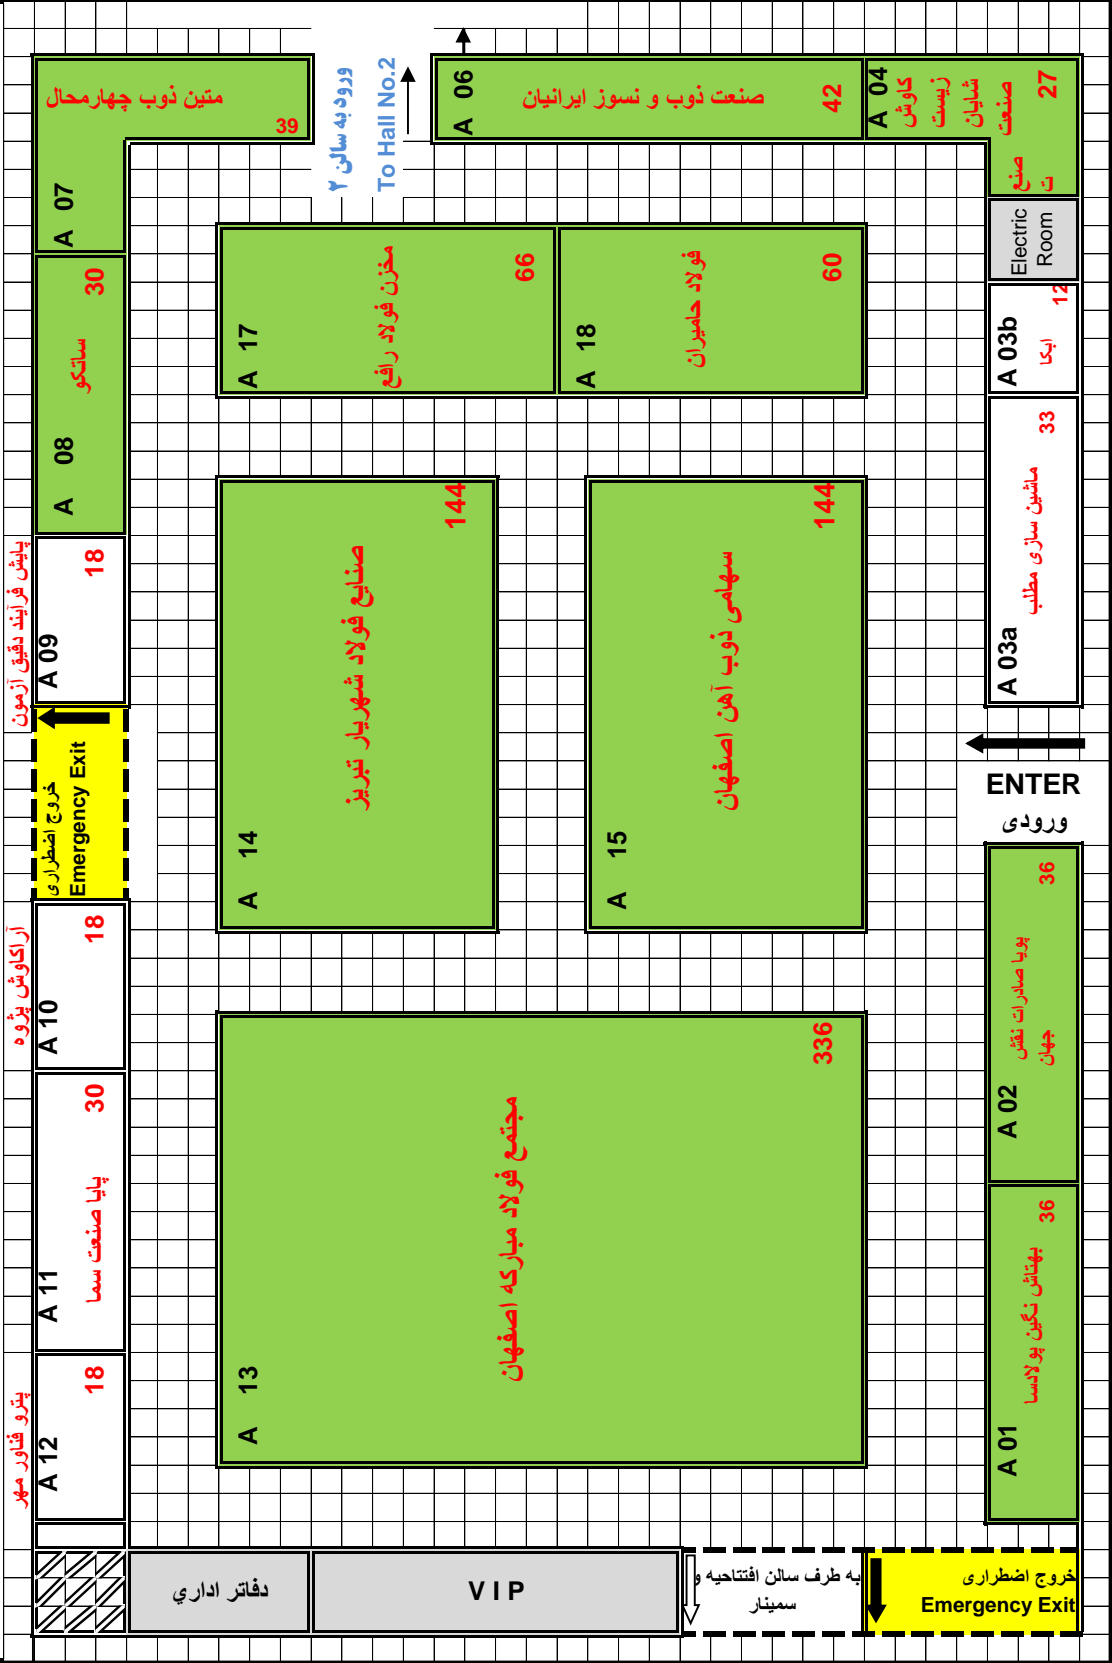 متین ذوب چهارمحال
39
A 07
ورود به سالن ۲
To Hall No.2
A 06
صنعت ذوب و نسوز ایرانیان
42
A 04
کاوش
زیست
شایان
صنعت
27
صنع
ت
Electric
Room
A 03b
ایکا
12
A 03a
ماشین سازی مطلب
33
ENTER
ورودی
A 17
مخزن فولاد رافع
66
A 18
فولاد حامیران
60
A 08
ساتکو
30
پایش فرآیند دقیق آزمون
A 09
18
خروج اضطراری
Emergency Exit
A 14
صنایع فولاد شهریار تبریز
144
A 15
سهامی ذوب آهن اصفهان
144
آراکاوش پژوه
A 10
18
A 11
پایا صنعت سما
30
پترو فناور مهر
A 12
18
A 13
مجتمع فولاد مبارکه اصفهان
336
A 02
پویا صادرات نقش
جهان
36
A 01
بهتاش نگین پولادسا
36
دفاتر اداري
V I P
به طرف سالن افتتاحیه و
سمینار
خروج اضطراری
Emergency Exit